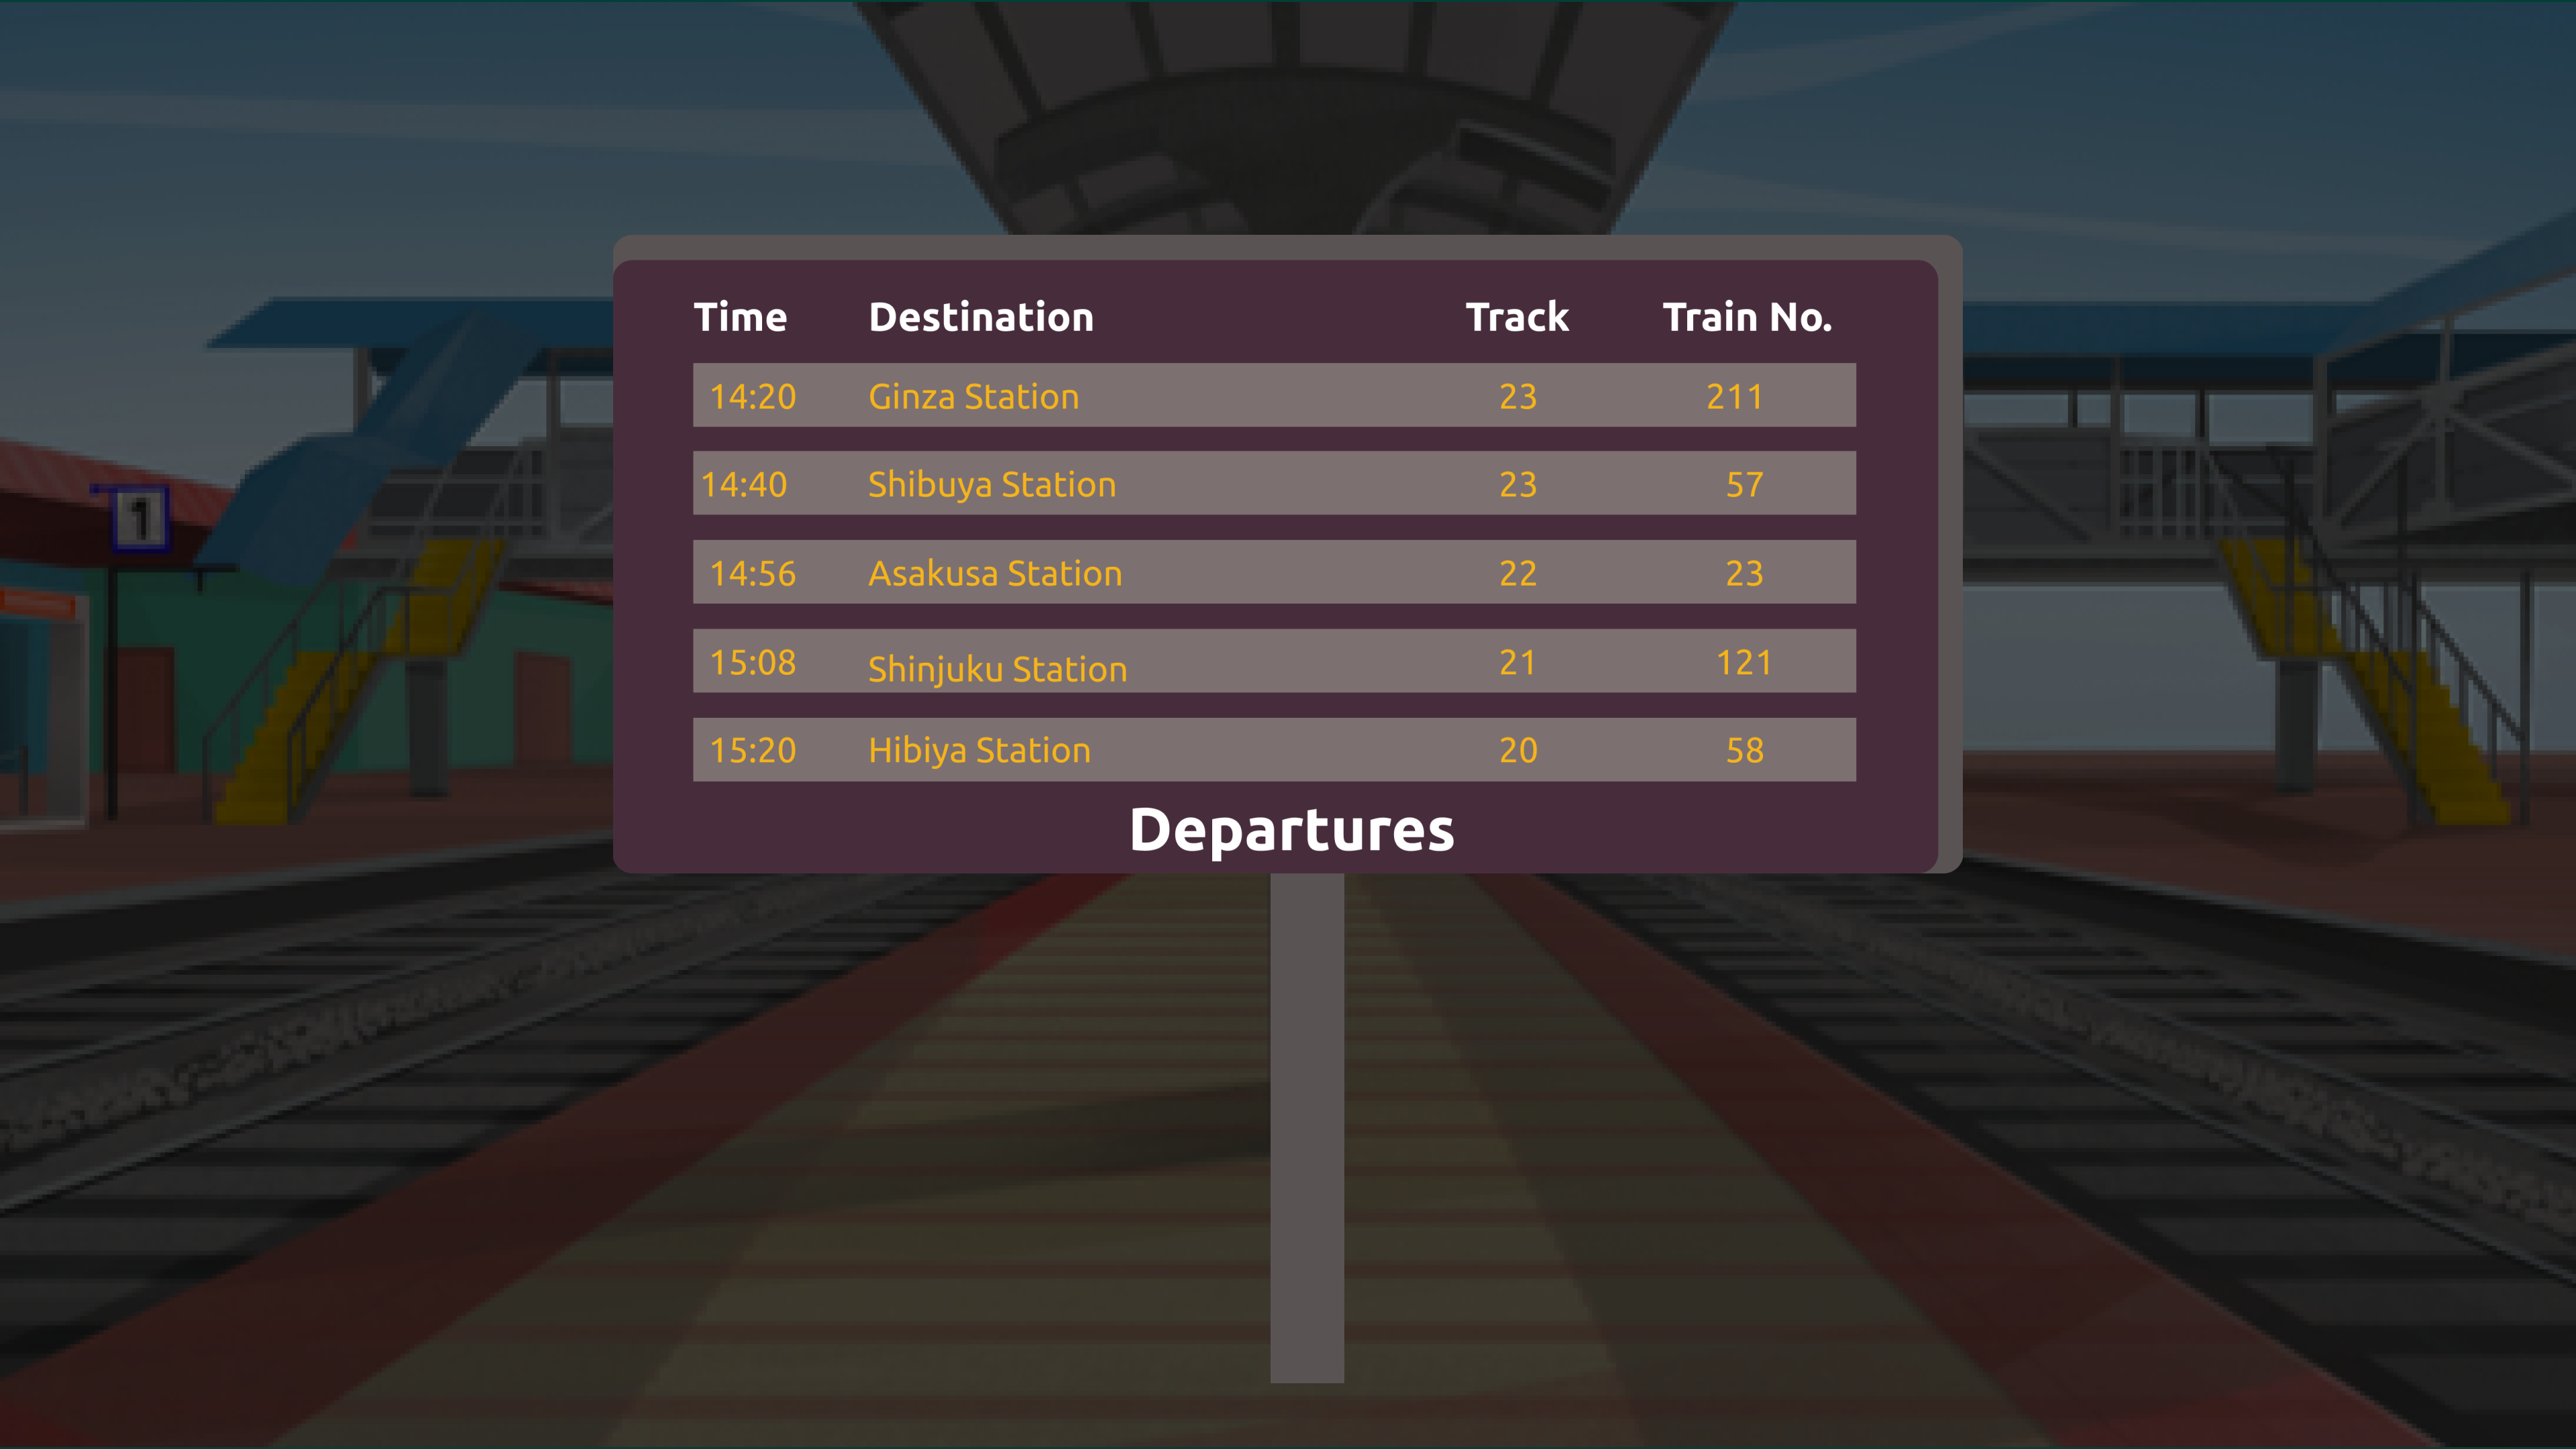 1
Time Destination Track Train No.
14:20 Ginza Station 23 211
14:40 Shibuya Station 23 57
14:56 Asakusa Station 22 23
15:08 Shinjuku Station 21 121
15:20 Hibiya Station 20 58
Departures